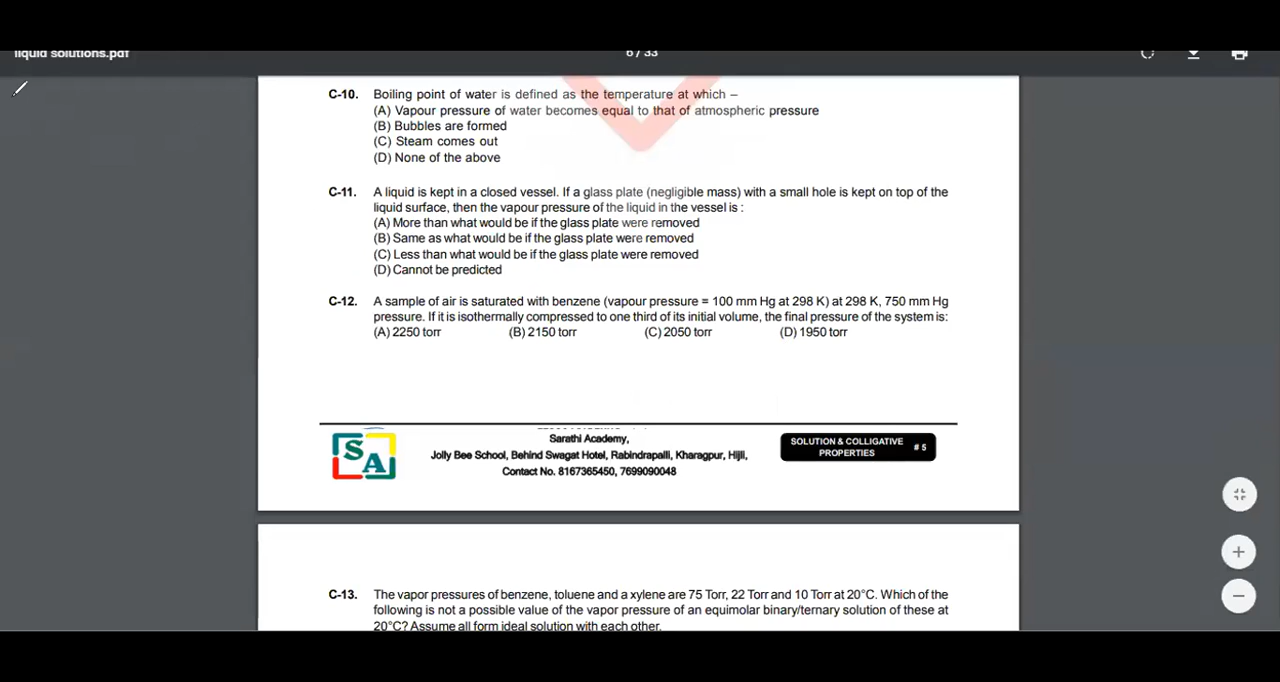 liquid solutions.pdf
6 / 33
C-10. Boiling point of water is defined as the temperature at which –
(A) Vapour pressure of water becomes equal to that of atmospheric pressure
(B) Bubbles are formed
(C) Steam comes out
(D) None of the above
C-11. A liquid is kept in a closed vessel. If a glass plate (negligible mass) with a small hole is kept on top of the
liquid surface, then the vapour pressure of the liquid in the vessel is :
(A) More than what would be if the glass plate were removed
(B) Same as what would be if the glass plate were removed
(C) Less than what would be if the glass plate were removed
(D) Cannot be predicted
C-12. A sample of air is saturated with benzene (vapour pressure = 100 mm Hg at 298 K) at 298 K, 750 mm Hg
pressure. If it is isothermally compressed to one third of its initial volume, the final pressure of the system is:
(A) 2250 torr (B) 2150 torr (C) 2050 torr (D) 1950 torr
SA
Sarathi Academy,
Jolly Bee School, Behind Swagat Hotel, Rabindrapalli, Kharagpur, Hijli,
Contact No. 8167365450, 7699090048
SOLUTION & COLLIGATIVE
PROPERTIES # 5
C-13. The vapor pressures of benzene, toluene and a xylene are 75 Torr, 22 Torr and 10 Torr at 20°C. Which of the
following is not a possible value of the vapor pressure of an equimolar binary/ternary solution of these at
20°C? Assume all form ideal solution with each other.